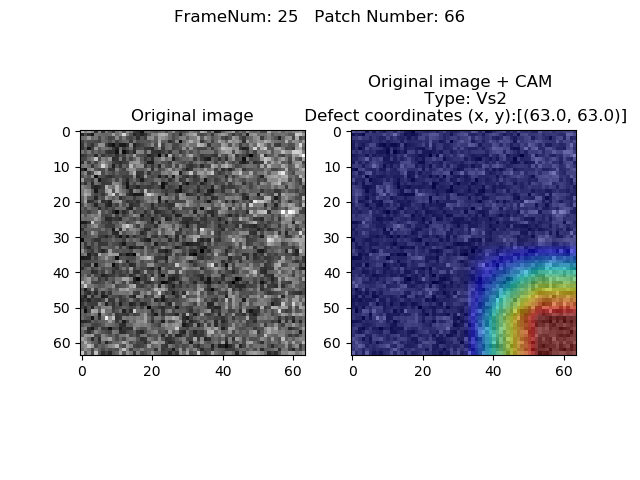 FrameNum: 25   Patch Number: 66
Original image
Original image + CAM
Type: Vs2
Defect coordinates (x, y):[(63.0, 63.0)]
0
10
20
30
40
50
60
0 20 40 60
0
10
20
30
40
50
60
0 20 40 60